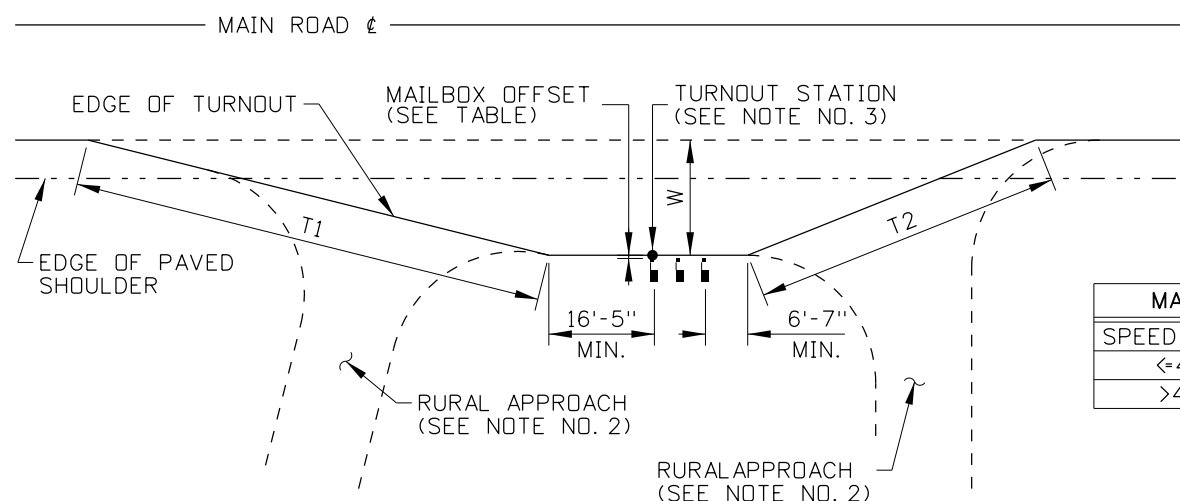 MAIN ROAD ℄
EDGE OF TURNOUT
MAILBOX OFFSET
(SEE TABLE)
TURNOUT STATION
(SEE NOTE NO. 3)
W
T1
T2
EDGE OF PAVED
SHOULDER
16'-5"
MIN.
6'-7"
MIN.
SPEED
RURAL APPROACH
(SEE NOTE NO. 2)
RURALAPPROACH
(SEE NOTE NO. 2)